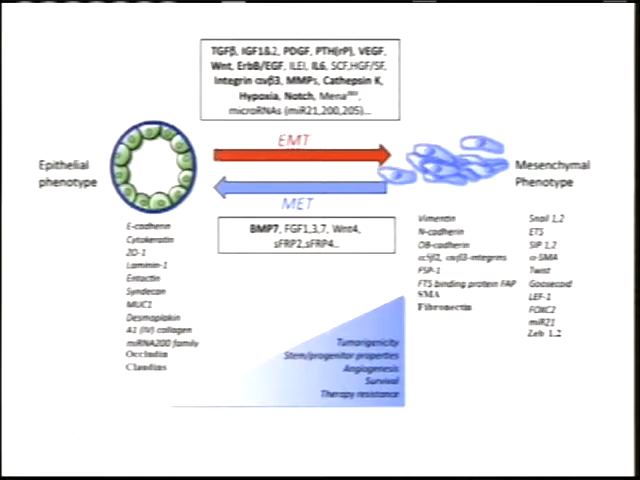 TGFβ, IGF1&2, PDGF, PTH(rP), VEGF,
Wnt, ErbB/EGF, ILEI, IL6, SCF,HGF/SF,
Integrin αvβ3, MMPs, Cathepsin K,
Hypoxia, Notch, Mena
microRNAs (miR21,200,205)...
EMT
Epithelial
phenotype
Mesenchymal
Phenotype
MET
BMP7, FGF1,3,7, Wnt4,
sFRP2,sFRP4..
E-cadherin
Cytokeratin
ZO-1
Laminin-1
Entactin
Syndecan
MUC1
Desmoplakin
A1 (IV) collagen
miRNA200 family
Occludin
Claudins
Vimentin
N-cadherin
OB-cadherin
α5β1, αvβ3-integrins
FSP-1
FTS binding protein FAP
SMA
Fibronectin
Snail 1,2
ETS
SIP 1,2
α-SMA
Twist
Goosecoid
LEF-1
FOXC2
miR21
Zeb 1,2
Tumorigenicity
Stem/progenitor properties
Angiogenesis
Survival
Therapy resistance